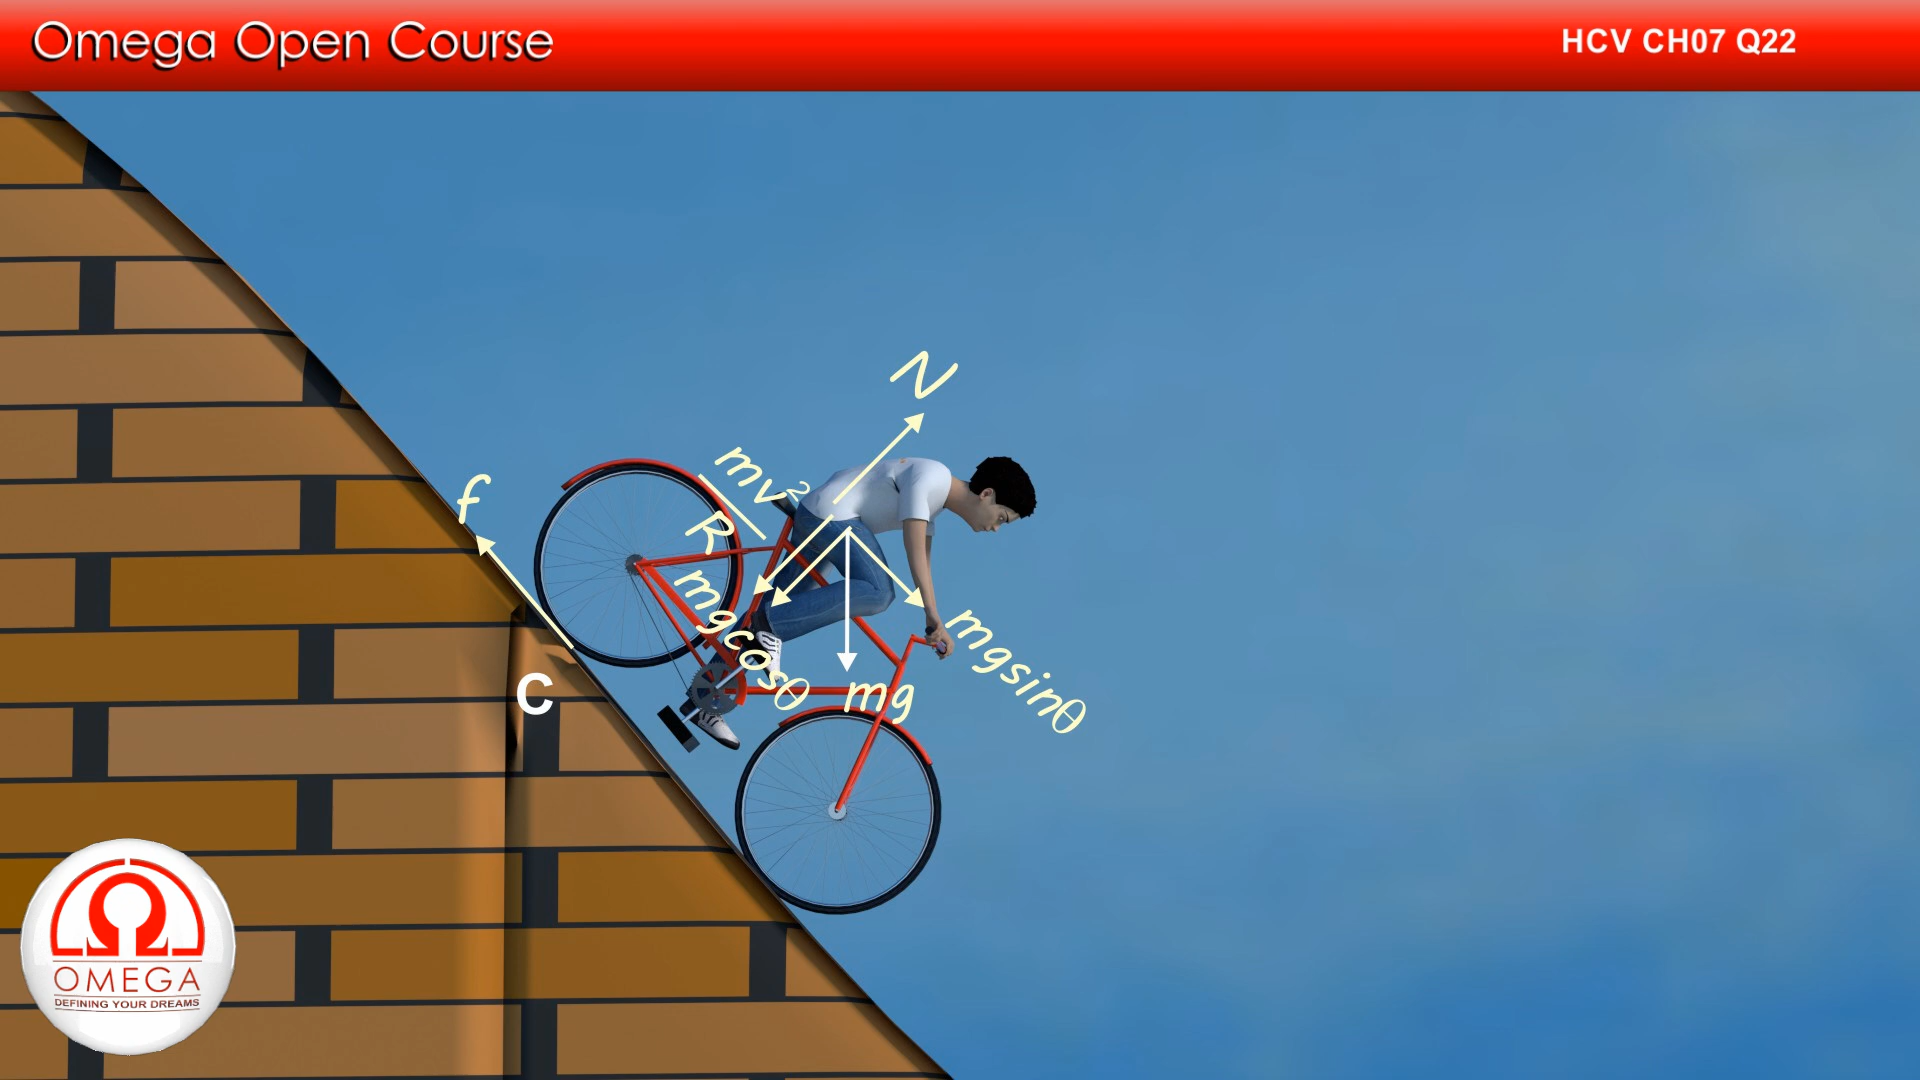 Omega Open Course
HCV CH07 Q22
N
mv²
R
f
mgcosθ
mg
mgsinθ
C
Ω
OMEGA
DEFINING YOUR DREAMS